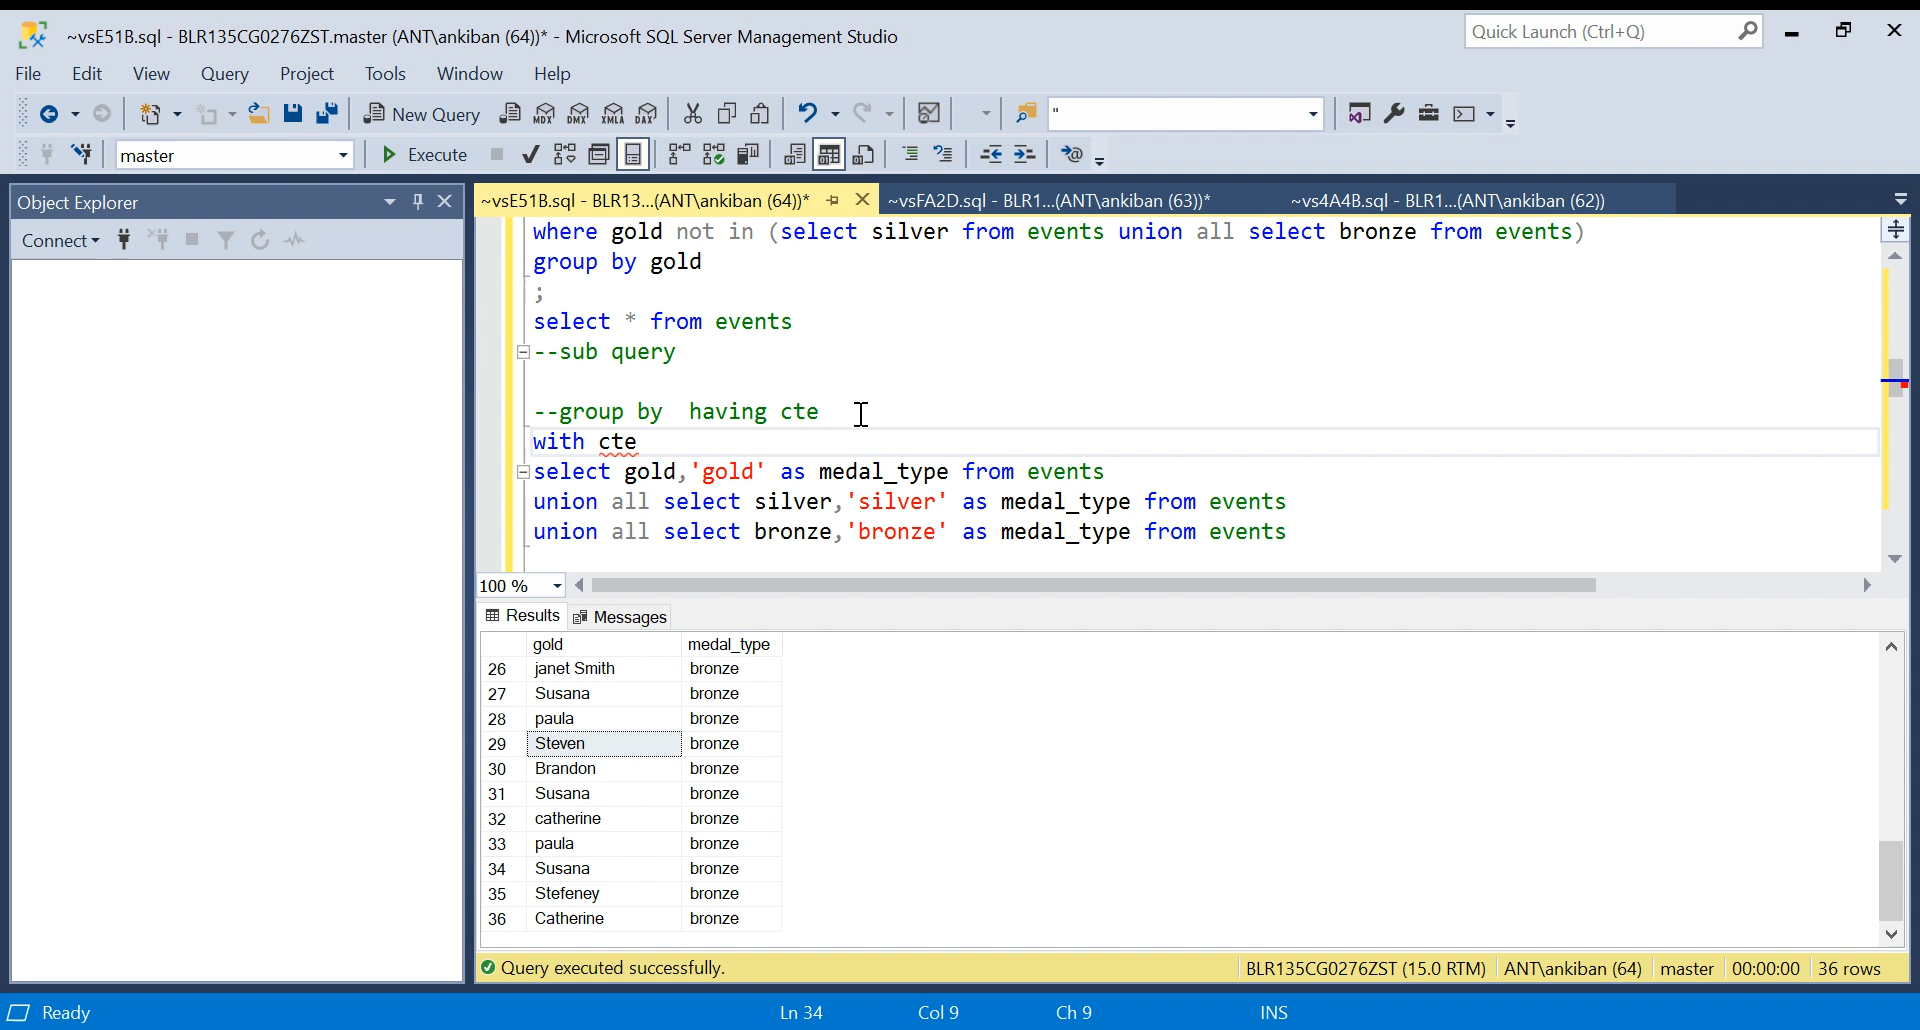 ~vsE51B.sql - BLR135CG0276ZST.master (ANT\ankiban (64))* - Microsoft SQL Server Management Studio
Quick Launch (Ctrl+Q)
File Edit View Query Project Tools Window Help
New Query MDX DMX XMLA DAX "
master Execute
Object Explorer
~vsE51B.sql - BLR13...(ANT\ankiban (64))* ~vsFA2D.sql - BLR1...(ANT\ankiban (63))* ~vs4A4B.sql - BLR1...(ANT\ankiban (62))
Connect
where gold not in (select silver from events union all select bronze from events)
group by gold
;
select * from events
--sub query
--group by  having cte
with cte
select gold,'gold' as medal_type from events
union all select silver,'silver' as medal_type from events
union all select bronze,'bronze' as medal_type from events
100 %
Results Messages
gold medal_type
26 janet Smith bronze
27 Susana bronze
28 paula bronze
29 Steven bronze
30 Brandon bronze
31 Susana bronze
32 catherine bronze
33 paula bronze
34 Susana bronze
35 Stefeney bronze
36 Catherine bronze
Query executed successfully. BLR135CG0276ZST (15.0 RTM) ANT\ankiban (64) master 00:00:00 36 rows
Ready Ln 34 Col 9 Ch 9 INS